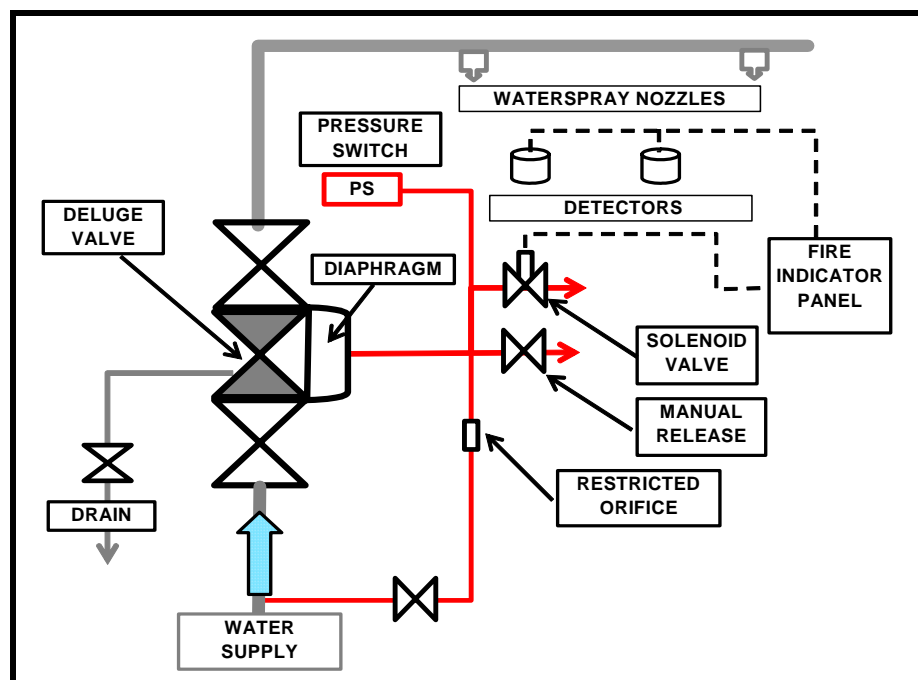 WATERSPRAY NOZZLES
PRESSURE
SWITCH
PS
DETECTORS
DELUGE
VALVE
DIAPHRAGM
FIRE
INDICATOR
PANEL
SOLENOID
VALVE
MANUAL
RELEASE
RESTRICTED
ORIFICE
DRAIN
WATER
SUPPLY